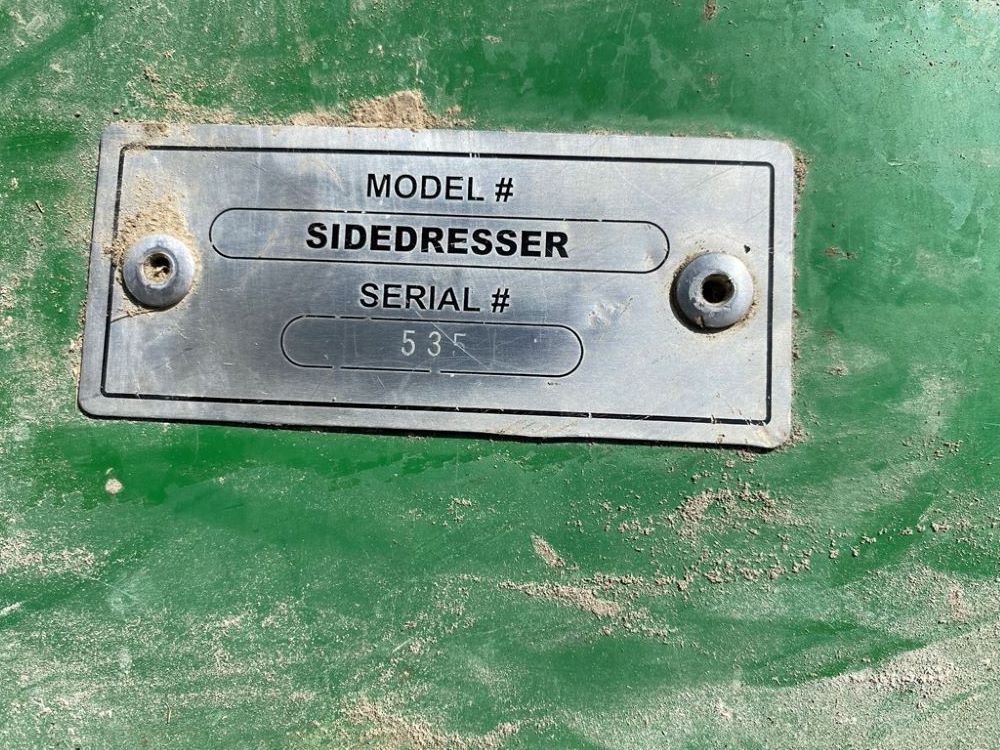 MODEL #
SIDEDRESSER
SERIAL #
535